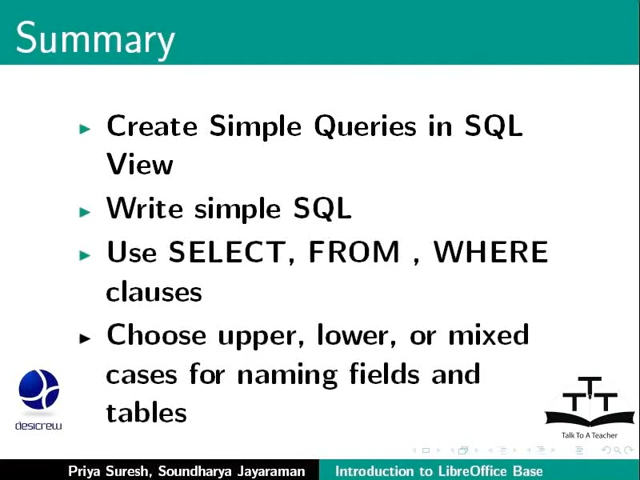 Summary
Create Simple Queries in SQL
View
Write simple SQL
Use SELECT, FROM , WHERE
clauses
Choose upper, lower, or mixed
cases for naming fields and
tables
desicrew
TTT
Talk To A Teacher
Priya Suresh, Soundharya Jayaraman Introduction to LibreOffice Base